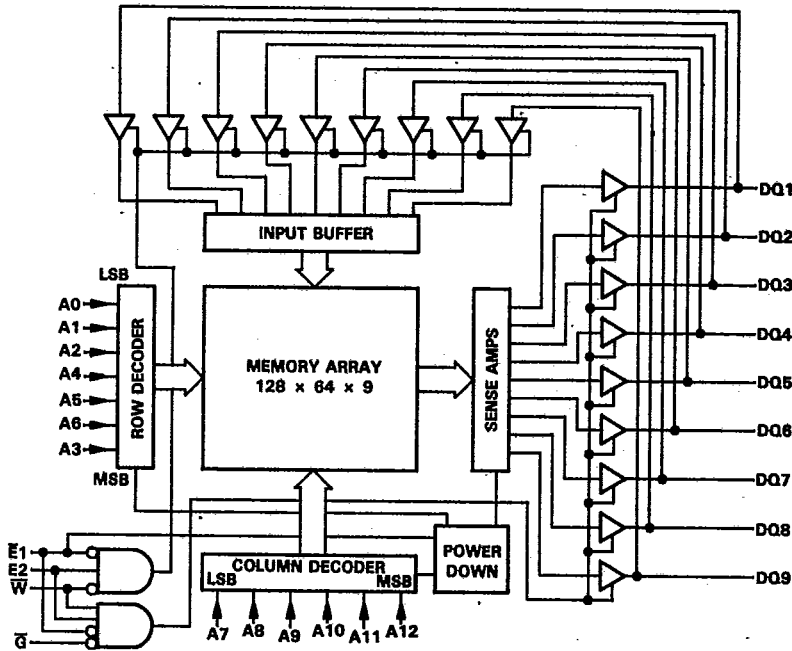 DQ1
INPUT BUFFER
DQ2
LSB
DQ3
A0
A1
A2
A4
A5
A6
A3
ROW DECODER
MEMORY ARRAY
128 × 64 × 9
SENSE AMPS
DQ4
DQ5
DQ6
MSB
DQ7
DQ8
E̅1
E2
W̅
G̅
COLUMN DECODER
LSB
MSB
POWER
DOWN
DQ9
A7
A8
A9
A10
A11
A12